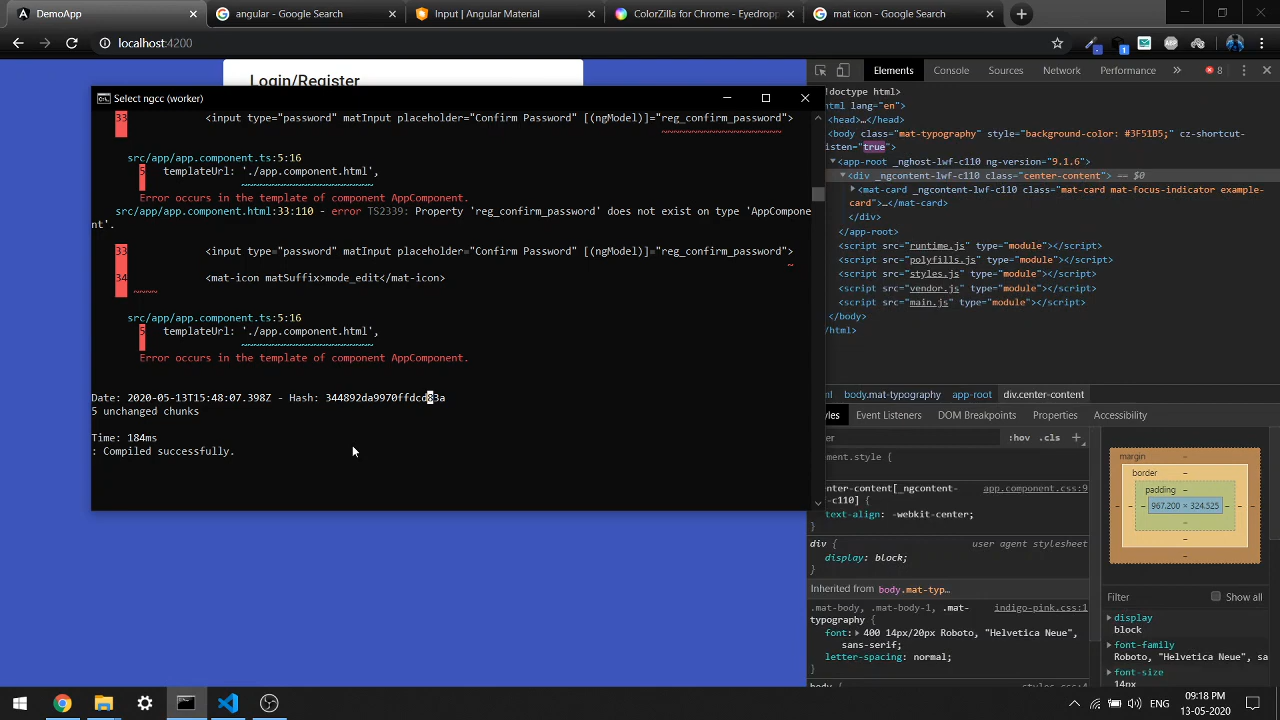 DemoApp
angular - Google Search
Input | Angular Material
ColorZilla for Chrome - Eyedropp
mat icon - Google Search
localhost:4200
Login/Register
Select ngcc (worker)
33 <input type="password" matInput placeholder="Confirm Password" [(ngModel)]="reg_confirm_password">
src/app/app.component.ts:5:16
5 templateUrl: './app.component.html',
Error occurs in the template of component AppComponent.
src/app/app.component.html:33:110 - error TS2339: Property 'reg_confirm_password' does not exist on type 'AppCompone
nt'.
33 <input type="password" matInput placeholder="Confirm Password" [(ngModel)]="reg_confirm_password">
34 <mat-icon matSuffix>mode_edit</mat-icon>
src/app/app.component.ts:5:16
5 templateUrl: './app.component.html',
Error occurs in the template of component AppComponent.
Date: 2020-05-13T15:48:07.398Z - Hash: 344892da9970ffdcd83a
5 unchanged chunks
Time: 184ms
: Compiled successfully.
Elements Console Sources Network Performance » 8
!doctype html>
html lang="en">
<head>…</head>
<body class="mat-typography" style="background-color: #3F51B5;" cz-shortcut-
listen="true">
<app-root _nghost-lwf-c110 ng-version="9.1.6">
<div _ngcontent-lwf-c110 class="center-content"> == $0
<mat-card _ngcontent-lwf-c110 class="mat-card mat-focus-indicator example-
card">…</mat-card>
</div>
</app-root>
<script src="runtime.js" type="module"></script>
<script src="polyfills.js" type="module"></script>
<script src="styles.js" type="module"></script>
<script src="vendor.js" type="module"></script>
<script src="main.js" type="module"></script>
</body>
/html>
l body.mat-typography app-root div.center-content
yles Event Listeners DOM Breakpoints Properties Accessibility
ter :hov .cls +
ement.style {
enter-content[_ngcontent- app.component.css:9
-c110] {
text-align: -webkit-center;
}
div { user agent stylesheet
display: block;
}
Inherited from body.mat-typ…
.mat-body, .mat-body-1, .mat- indigo-pink.css:1
typography {
font: 400 14px/20px Roboto, "Helvetica Neue",
sans-serif;
letter-spacing: normal;
}
margin –
border –
padding –
967.200 × 324.525
Filter Show all
display
block
font-family
Roboto, "Helvetica Neue", sa
font-size
14px
ENG
09:18 PM
13-05-2020